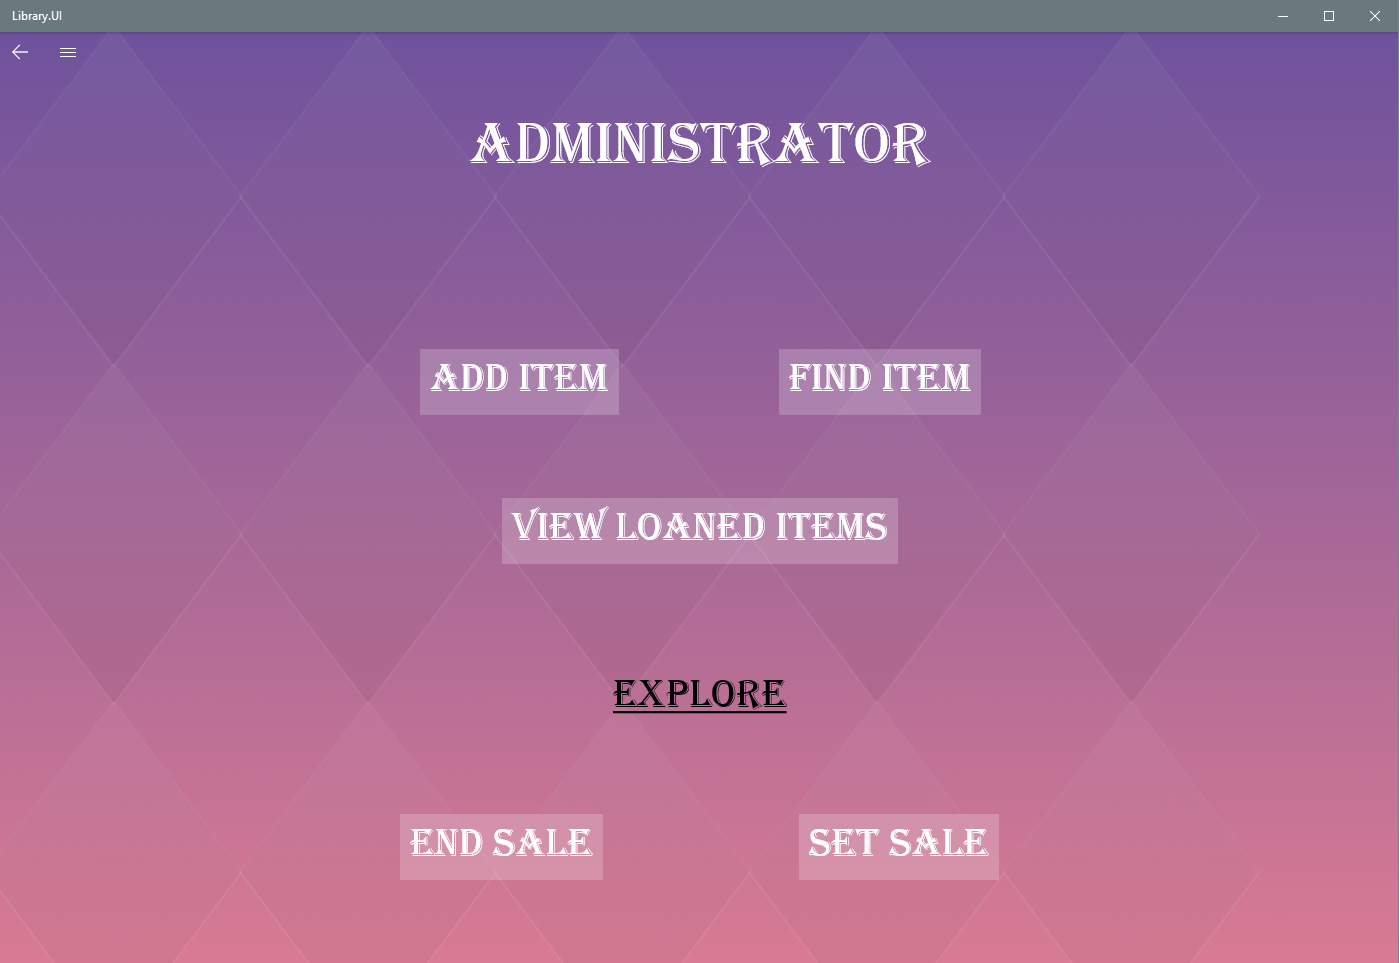 Library.UI
ADMINISTRATOR
ADD ITEM
FIND ITEM
VIEW LOANED ITEMS
EXPLORE
END SALE
SET SALE